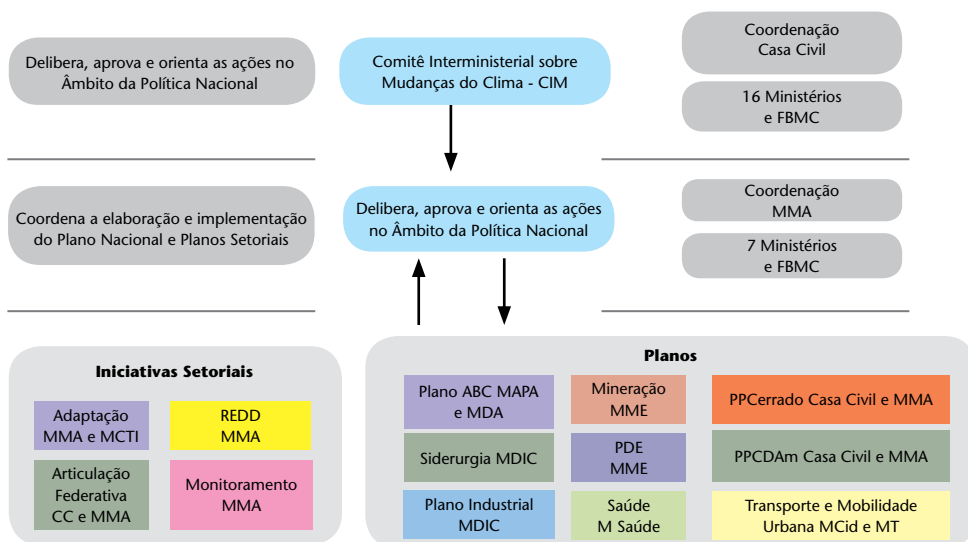 Delibera, aprova e orienta as ações no
Âmbito da Política Nacional
Comitê Interministerial sobre
Mudanças do Clima - CIM
Coordenação
Casa Civil
16 Ministérios
e FBMC
Coordena a elaboração e implementação
do Plano Nacional e Planos Setoriais
Delibera, aprova e orienta as ações
no Âmbito da Política Nacional
Coordenação
MMA
7 Ministérios
e FBMC
Iniciativas Setoriais
Adaptação
MMA e MCTI
REDD
MMA
Articulação
Federativa
CC e MMA
Monitoramento
MMA
Planos
Plano ABC MAPA
e MDA
Mineração
MME
PPCerrado Casa Civil e MMA
Siderurgia MDIC
PDE
MME
PPCDAm Casa Civil e MMA
Plano Industrial
MDIC
Saúde
M Saúde
Transporte e Mobilidade
Urbana MCid e MT